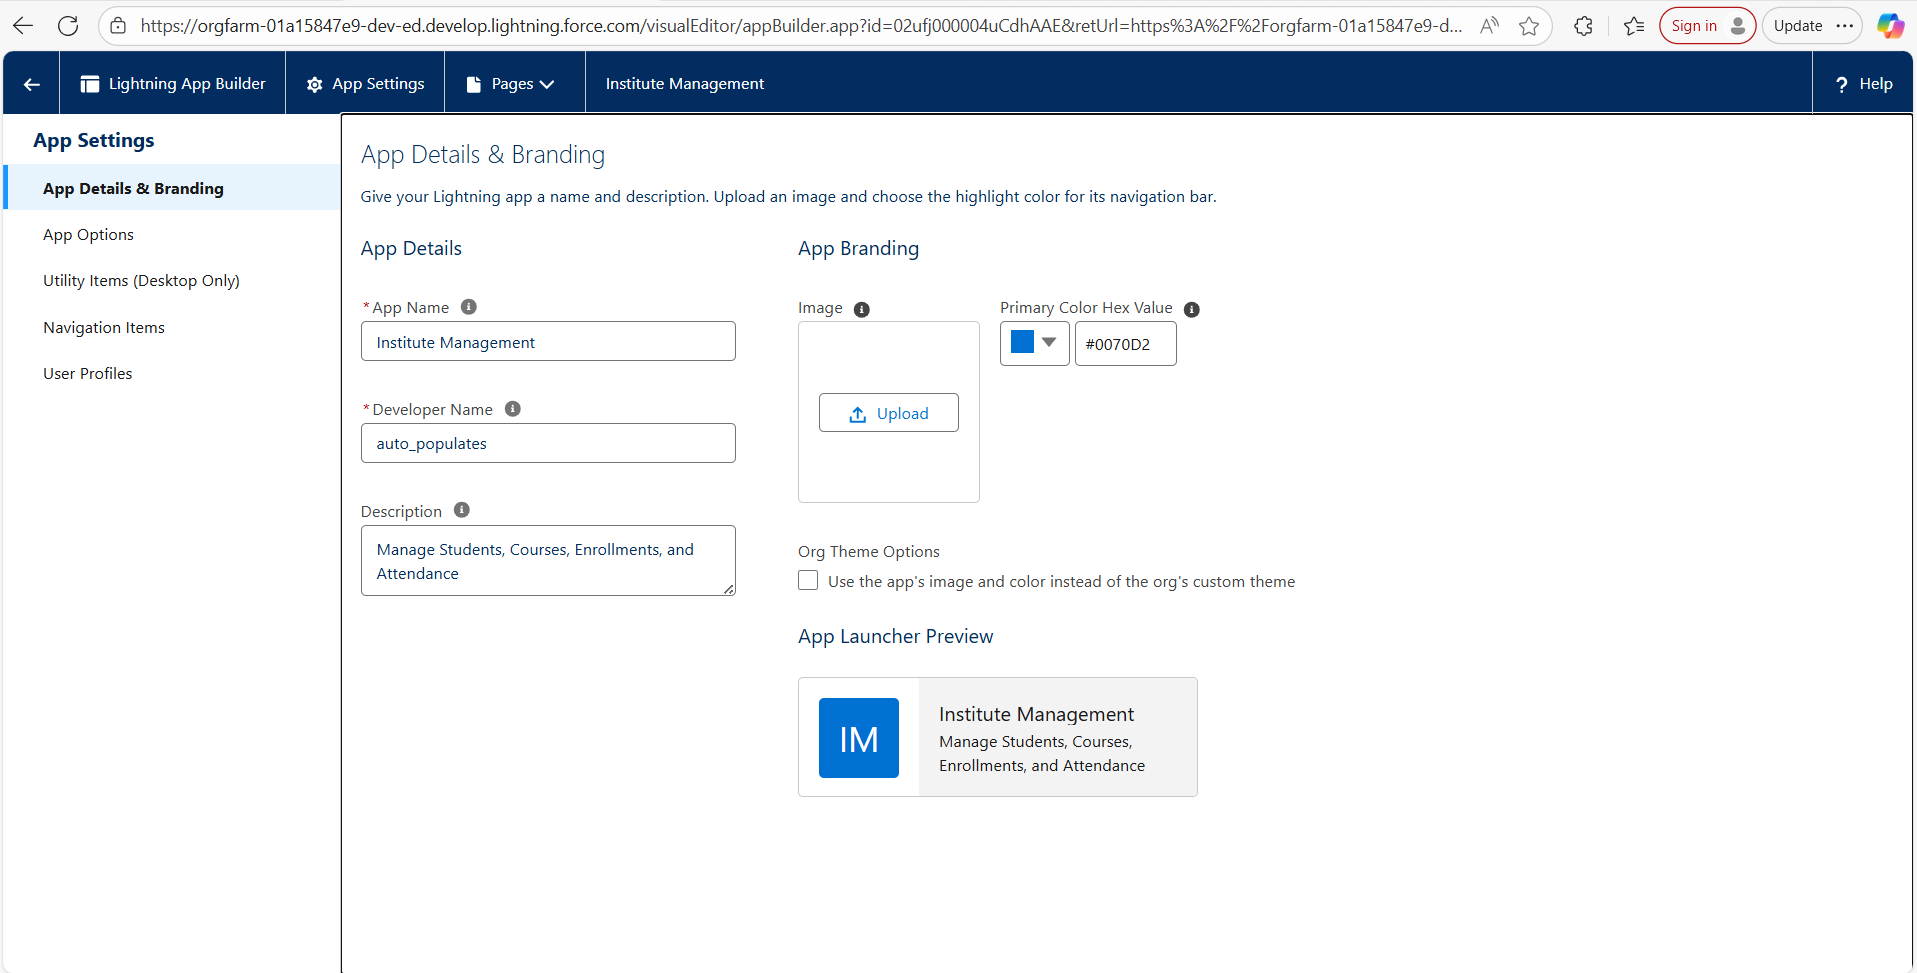 https://orgfarm-01a15847e9-dev-ed.develop.lightning.force.com/visualEditor/appBuilder.app?id=02ufj000004uCdhAAE&retUrl=https%3A%2F%2Forgfarm-01a15847e9-d...
Sign in
Update
Lightning App Builder
App Settings
Pages
Institute Management
? Help
App Settings
App Details & Branding
App Options
Utility Items (Desktop Only)
Navigation Items
User Profiles
App Details & Branding
Give your Lightning app a name and description. Upload an image and choose the highlight color for its navigation bar.
App Details
* App Name
Institute Management
* Developer Name
auto_populates
Description
Manage Students, Courses, Enrollments, and
Attendance
App Branding
Image
Upload
Primary Color Hex Value
#0070D2
Org Theme Options
Use the app's image and color instead of the org's custom theme
App Launcher Preview
IM
Institute Management
Manage Students, Courses,
Enrollments, and Attendance